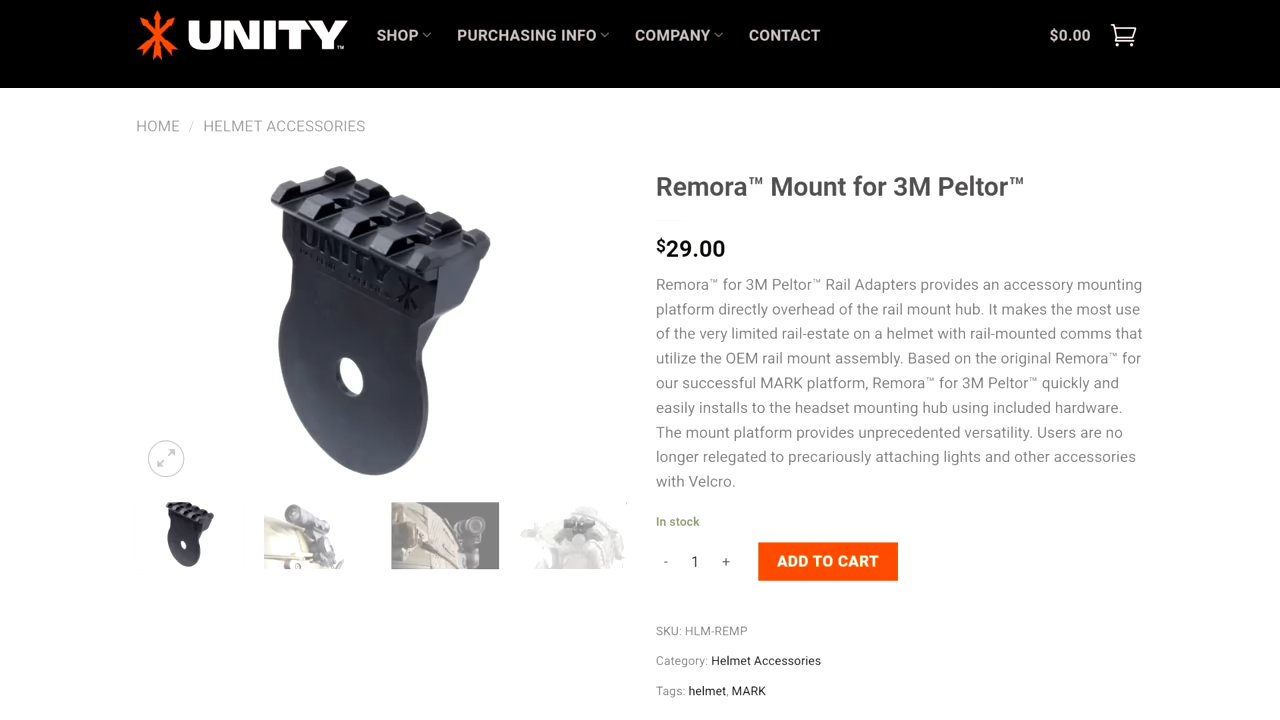 UNITY™
SHOP
PURCHASING INFO
COMPANY
CONTACT
$0.00
HOME / HELMET ACCESSORIES
UNITY
Remora™ Mount for 3M Peltor™
$29.00
Remora™ for 3M Peltor™ Rail Adapters provides an accessory mounting
platform directly overhead of the rail mount hub. It makes the most use
of the very limited rail-estate on a helmet with rail-mounted comms that
utilize the OEM rail mount assembly. Based on the original Remora™ for
our successful MARK platform, Remora™ for 3M Peltor™ quickly and
easily installs to the headset mounting hub using included hardware.
The mount platform provides unprecedented versatility. Users are no
longer relegated to precariously attaching lights and other accessories
with Velcro.
In stock
- 1 +
ADD TO CART
SKU: HLM-REMP
Category: Helmet Accessories
Tags: helmet, MARK